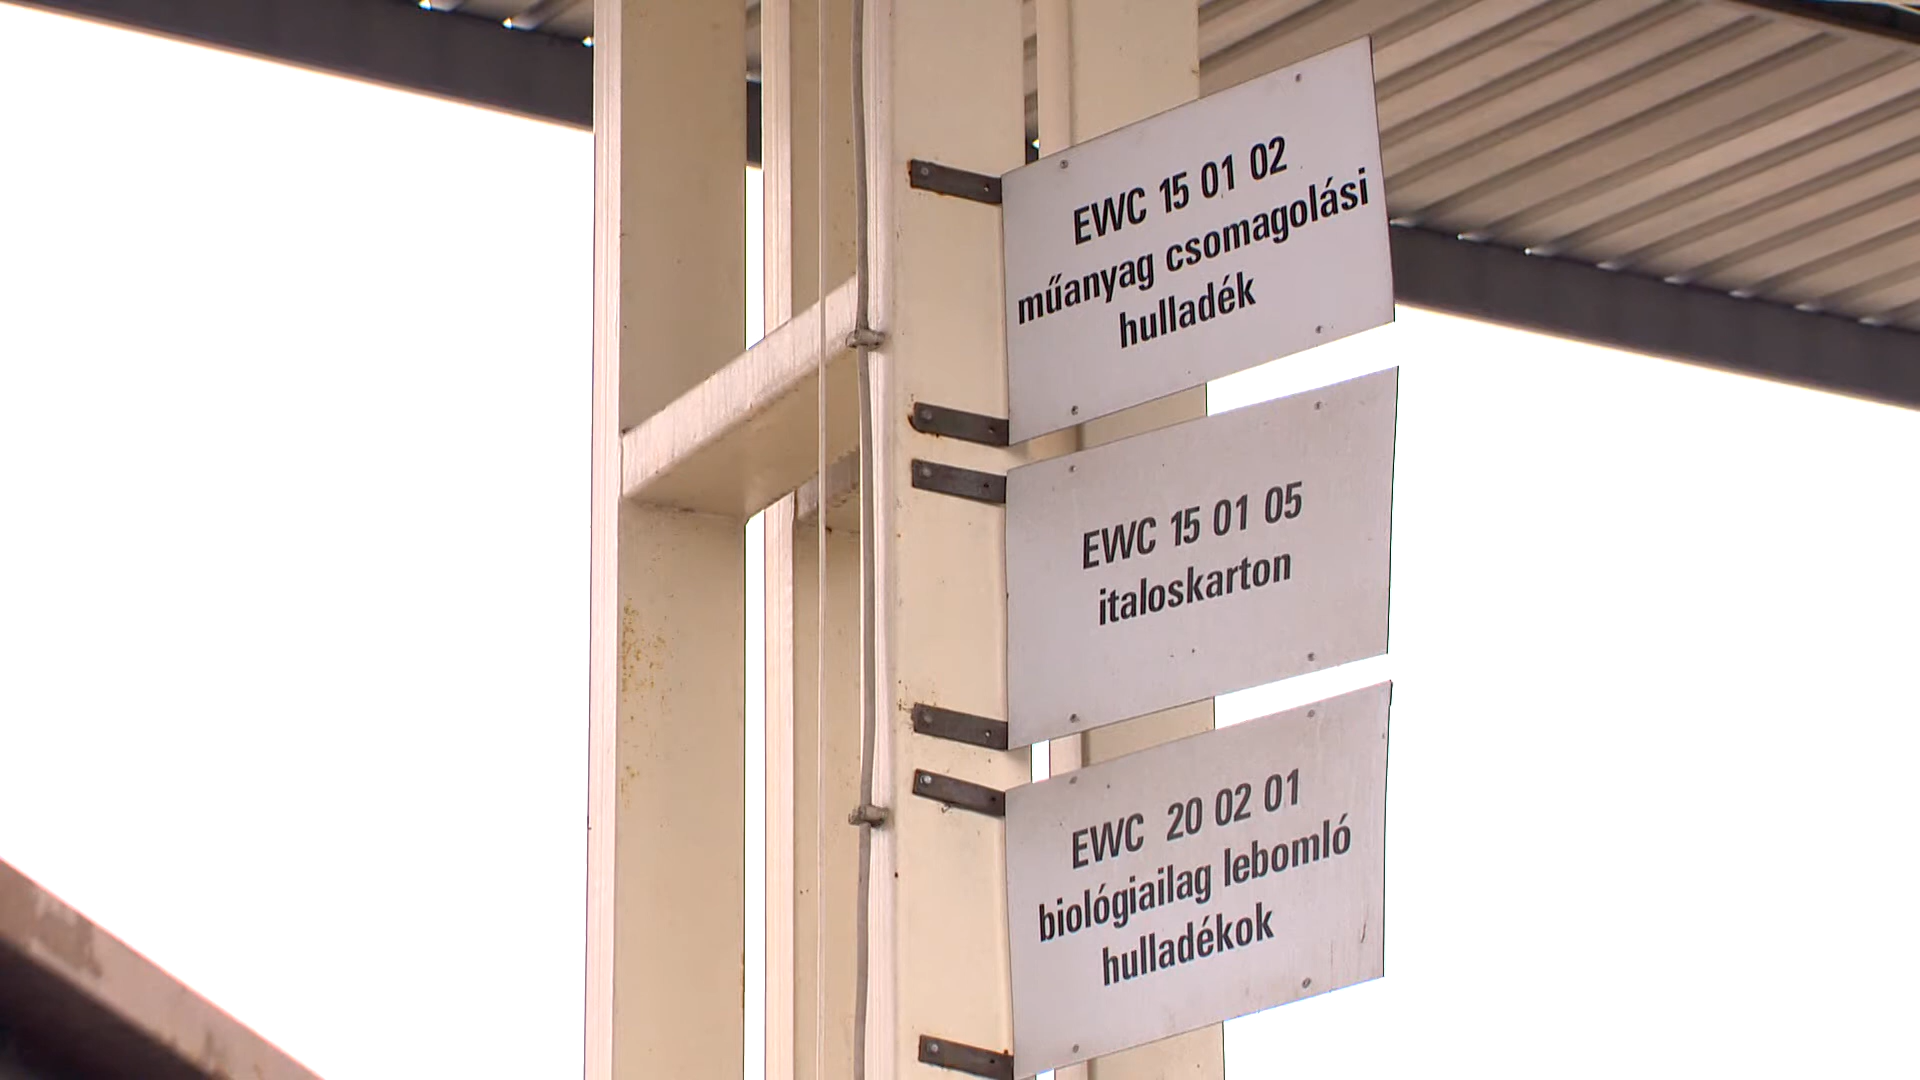 EWC 15 01 02
műanyag csomagolási
hulladék
EWC 15 01 05
italoskarton
EWC 20 02 01
biológiailag lebomló
hulladékok